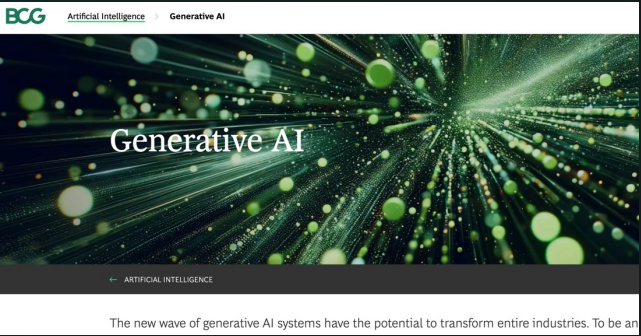 BCG Artificial Intelligence > Generative AI
Generative AI
← ARTIFICIAL INTELLIGENCE
The new wave of generative AI systems have the potential to transform entire industries. To be an